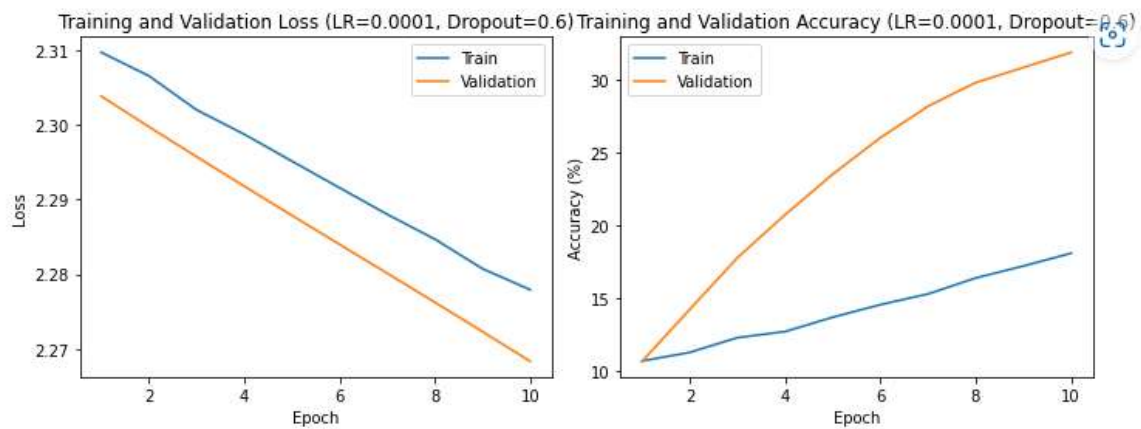 Training and Validation Loss (LR=0.0001, Dropout=0.6)
2.31
2.30
2.29
2.28
2.27
Loss
Train
Validation
2 4 6 8 10
Epoch
Training and Validation Accuracy (LR=0.0001, Dropout=0.6)
30
25
20
15
10
Accuracy (%)
Train
Validation
2 4 6 8 10
Epoch